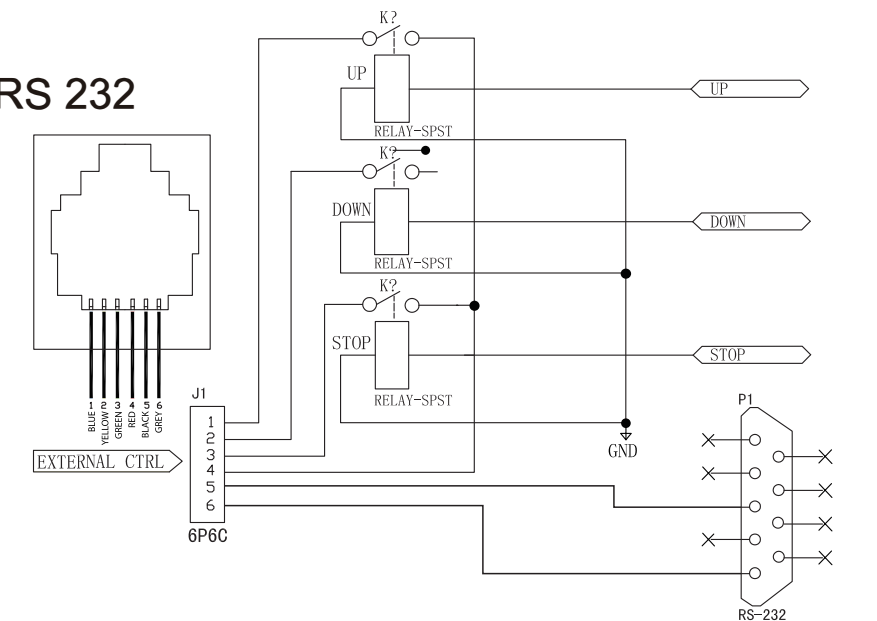 RS 232
K?
UP
UP
RELAY-SPST
K?
DOWN
DOWN
RELAY-SPST
K?
STOP
STOP
RELAY-SPST
GND
1 2 3 4 5 6
BLUE
YELLOW
GREEN
RED
BLACK
GREY
EXTERNAL CTRL
J1
1
2
3
4
5
6
6P6C
P1
RS-232